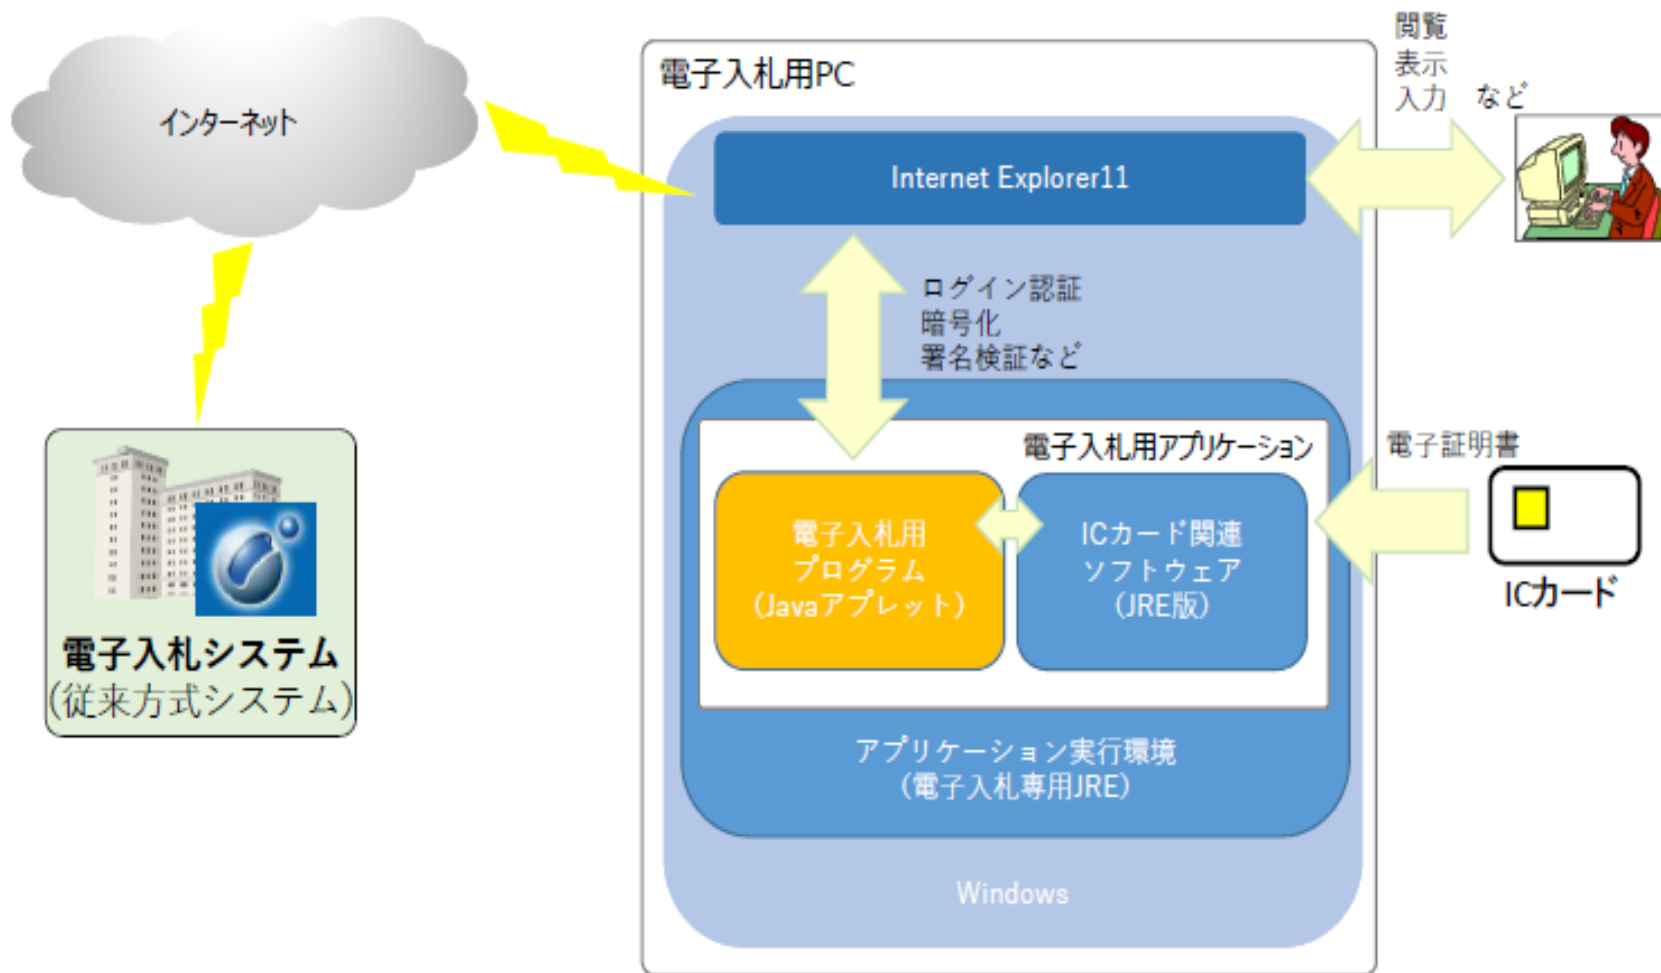 閲覧
表示
入力 など
電子入札用PC
インターネット
Internet Explorer11
ログイン認証
暗号化
署名検証など
電子入札用アプリケーション
電子証明書
電子入札用
プログラム
(Javaアプレット)
ICカード関連
ソフトウェア
(JRE版)
ICカード
電子入札システム
(従来方式システム)
アプリケーション実行環境
(電子入札専用JRE)
Windows